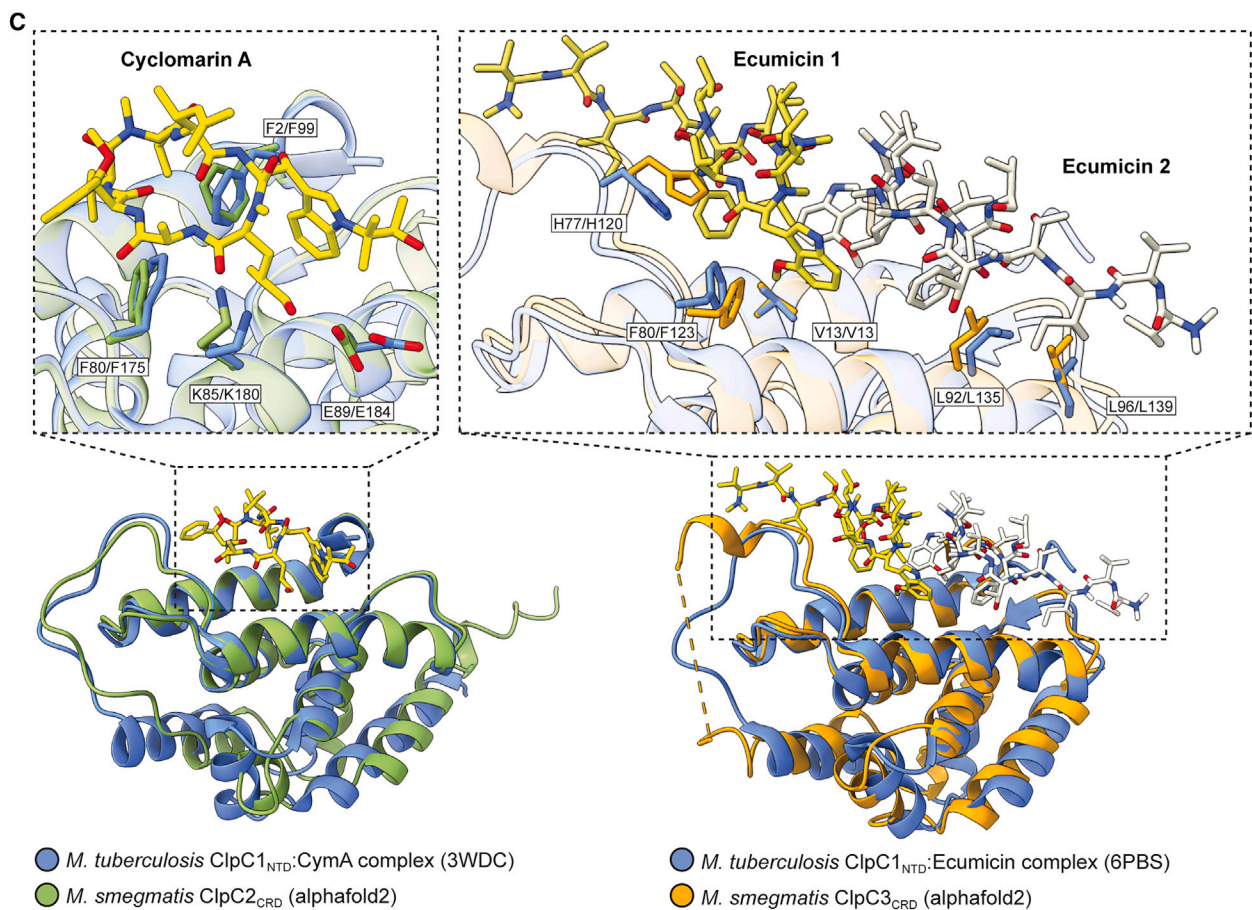 C
Cyclomarin A
F2/F99
F80/F175
K85/K180
E89/E184
Ecumicin 1
Ecumicin 2
H77/H120
F80/F123
V13/V13
L92/L135
L96/L139
M. tuberculosis ClpC1NTD:CymA complex (3WDC)
M. smegmatis ClpC2CRD (alphafold2)
M. tuberculosis ClpC1NTD:Ecumicin complex (6PBS)
M. smegmatis ClpC3CRD (alphafold2)